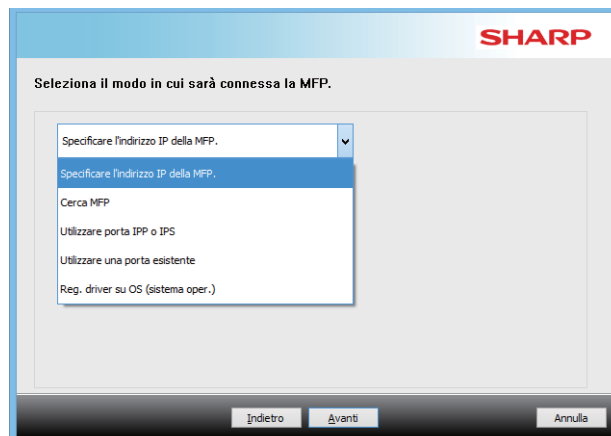 SHARP
Seleziona il modo in cui sarà connessa la MFP.
Specificare l'indirizzo IP della MFP.
Specificare l'indirizzo IP della MFP.
Cerca MFP
Utilizzare porta IPP o IPS
Utilizzare una porta esistente
Reg. driver su OS (sistema oper.)
Indietro Avanti Annulla